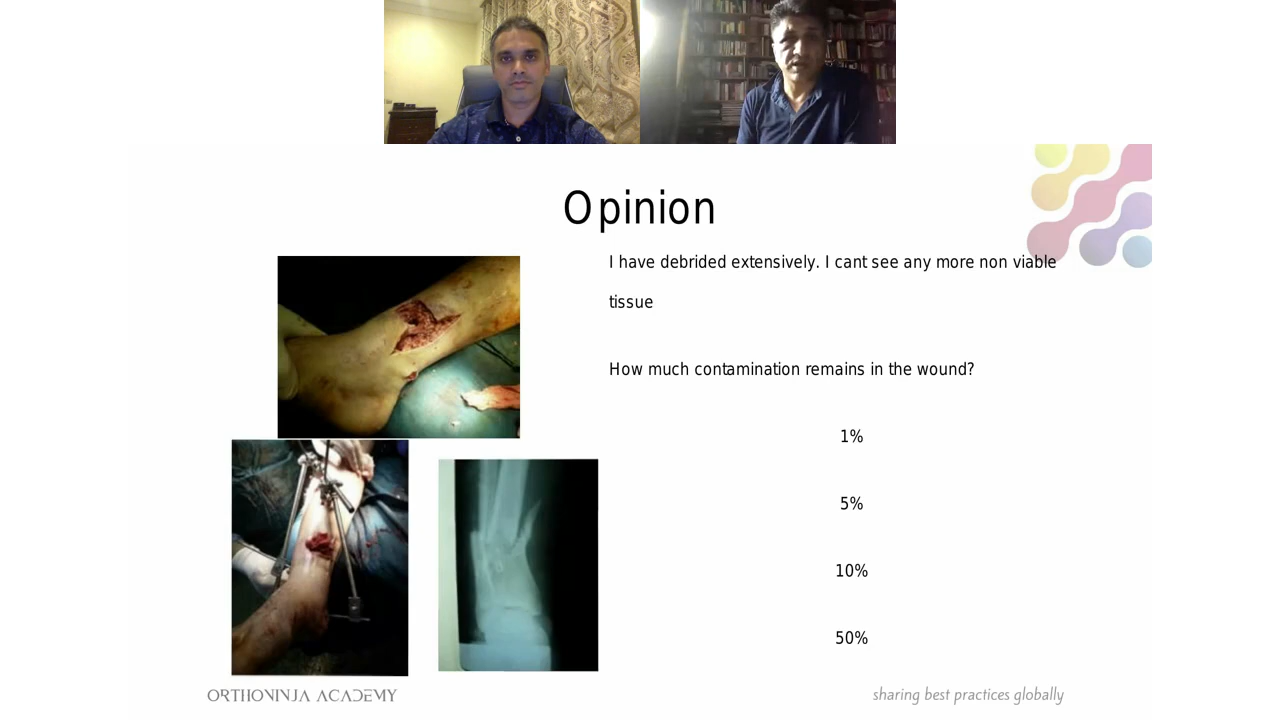 Opinion
I have debrided extensively. I cant see any more non viable
tissue
How much contamination remains in the wound?
1%
5%
10%
50%
ORTHONINJA ACADEMY
sharing best practices globally